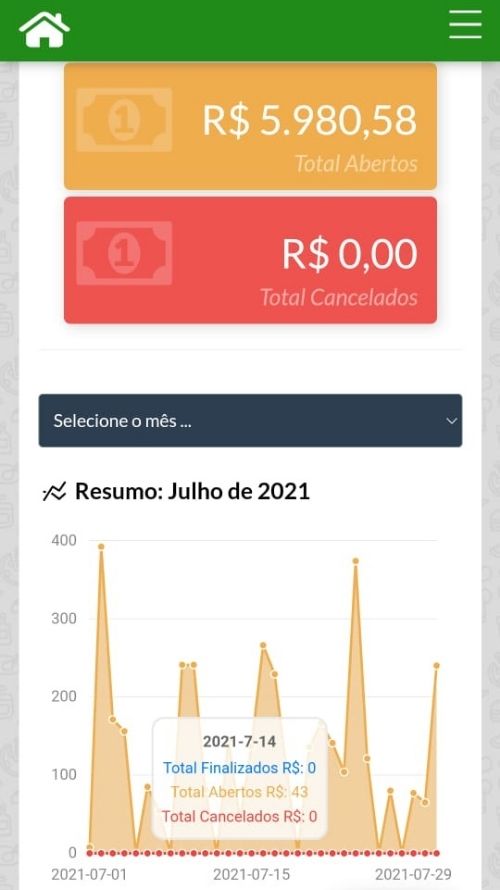 1
R$ 5.980,58
Total Abertos
1
R$ 0,00
Total Cancelados
Selecione o mês ...
Resumo: Julho de 2021
400
300
200
100
0
2021-7-14
Total Finalizados R$: 0
Total Abertos R$: 43
Total Cancelados R$: 0
2021-07-01
2021-07-15
2021-07-29